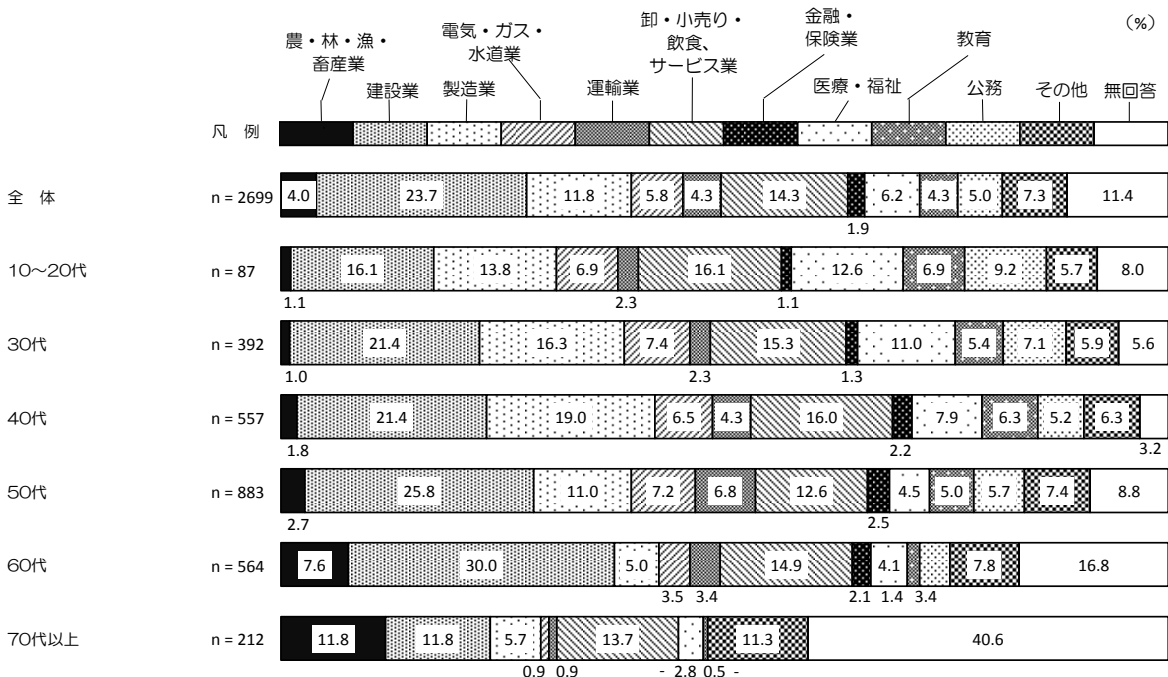 (%)
農・林・漁・
畜産業
建設業
製造業
電気・ガス・
水道業
運輸業
卸・小売り・
飲食、
サービス業
金融・
保険業
医療・福祉
教育
公務
その他
無回答
凡 例
全 体 n = 2699 4.0 23.7 11.8 5.8 4.3 14.3 6.2 4.3 5.0 7.3 11.4
1.9
10～20代 n = 87 16.1 13.8 6.9 16.1 12.6 6.9 9.2 5.7 8.0
1.1 2.3 1.1
30代 n = 392 21.4 16.3 7.4 15.3 11.0 5.4 7.1 5.9 5.6
1.0 2.3 1.3
40代 n = 557 21.4 19.0 6.5 4.3 16.0 7.9 6.3 5.2 6.3
1.8 2.2 3.2
50代 n = 883 25.8 11.0 7.2 6.8 12.6 4.5 5.0 5.7 7.4 8.8
2.7 2.5
60代 n = 564 7.6 30.0 5.0 14.9 4.1 7.8 16.8
3.5 3.4 2.1 1.4 3.4
70代以上 n = 212 11.8 11.8 5.7 13.7 11.3 40.6
0.9 0.9 - 2.8 0.5 -